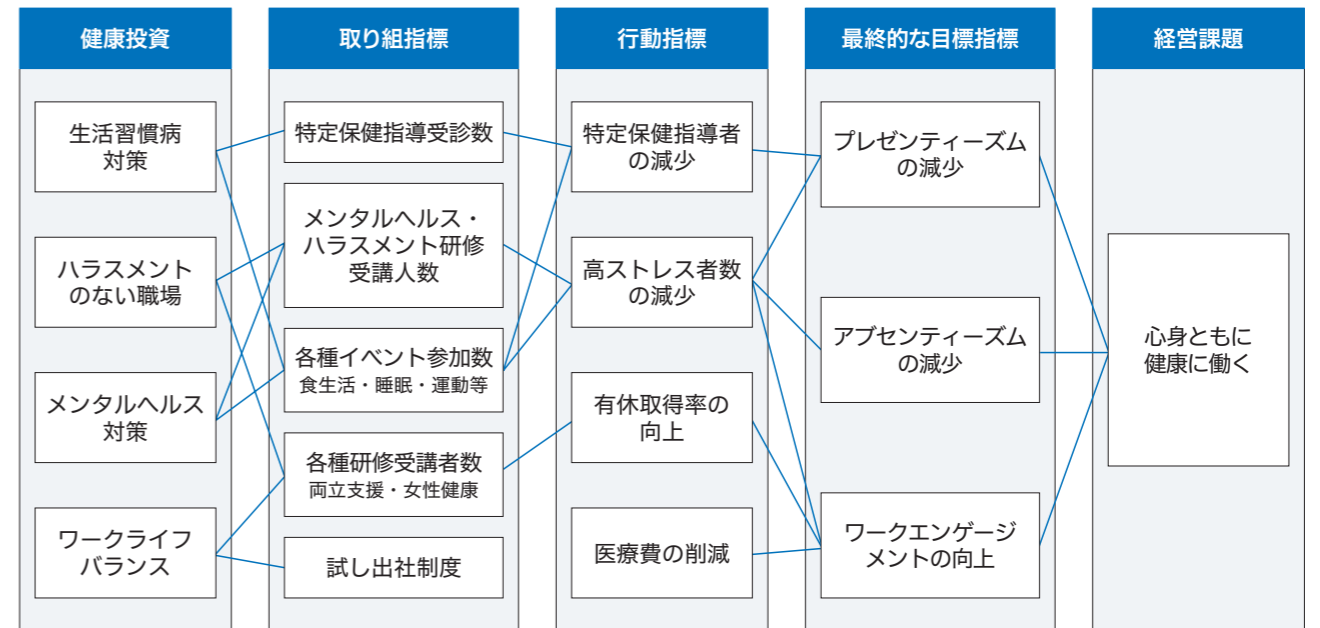 健康投資
生活習慣病
対策
ハラスメント
のない職場
メンタルヘルス
対策
ワークライフ
バランス
取り組指標
特定保健指導受診数
メンタルヘルス・
ハラスメント研修
受講人数
各種イベント参加数
食生活・睡眠・運動等
各種研修受講者数
両立支援・女性健康
試し出社制度
行動指標
特定保健指導者
の減少
高ストレス者数
の減少
有休取得率の
向上
医療費の削減
最終的な目標指標
プレゼンティーズム
の減少
アブセンティーズム
の減少
ワークエンゲージ
メントの向上
経営課題
心身ともに
健康に働く